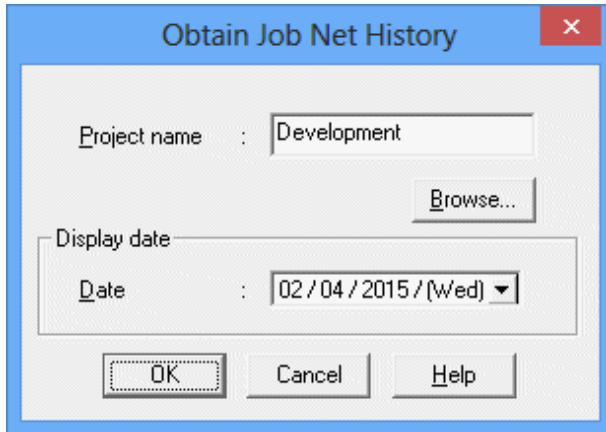 Obtain Job Net History
Project name : Development
Browse...
Display date
Date : 02 / 04 / 2015 / (Wed)
OK Cancel Help